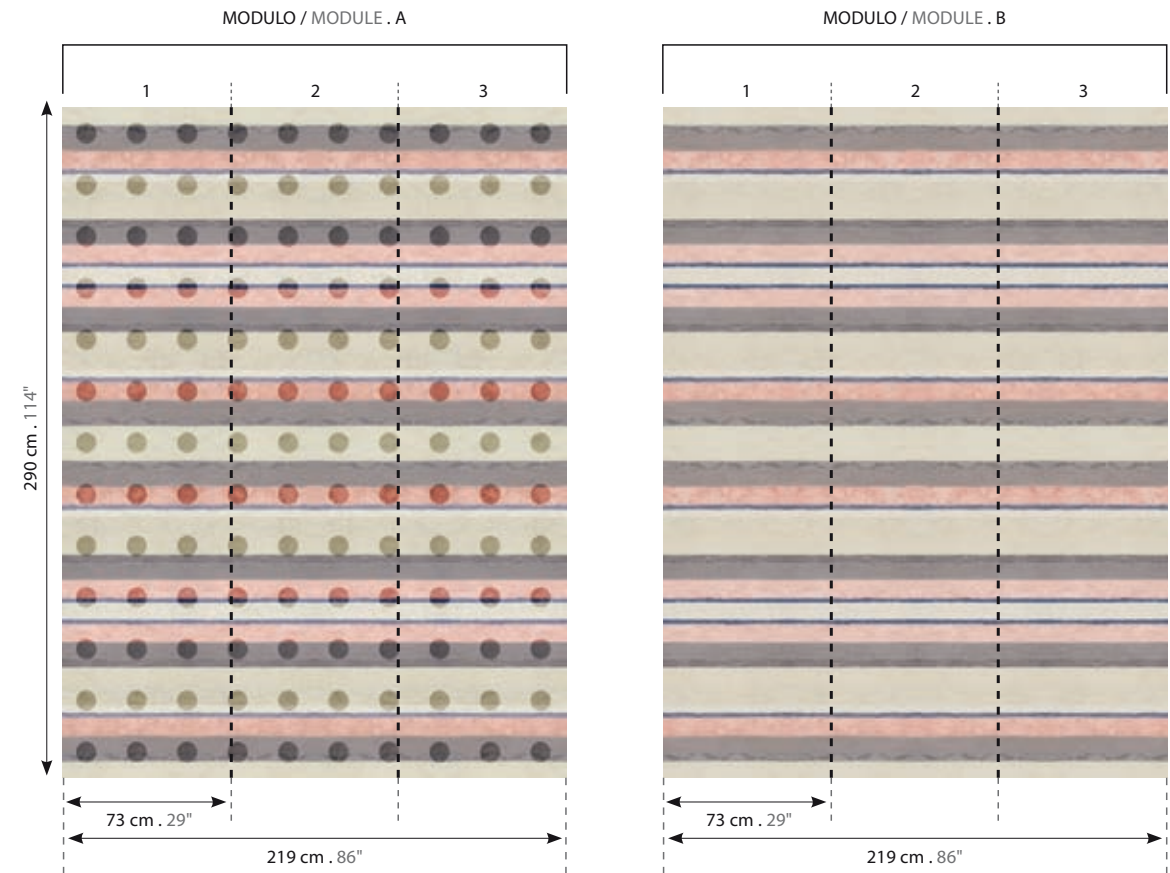 MODULO / MODULE . A
1 2 3
290 cm . 114"
73 cm . 29"
219 cm . 86"
MODULO / MODULE . B
1 2 3
73 cm . 29"
219 cm . 86"